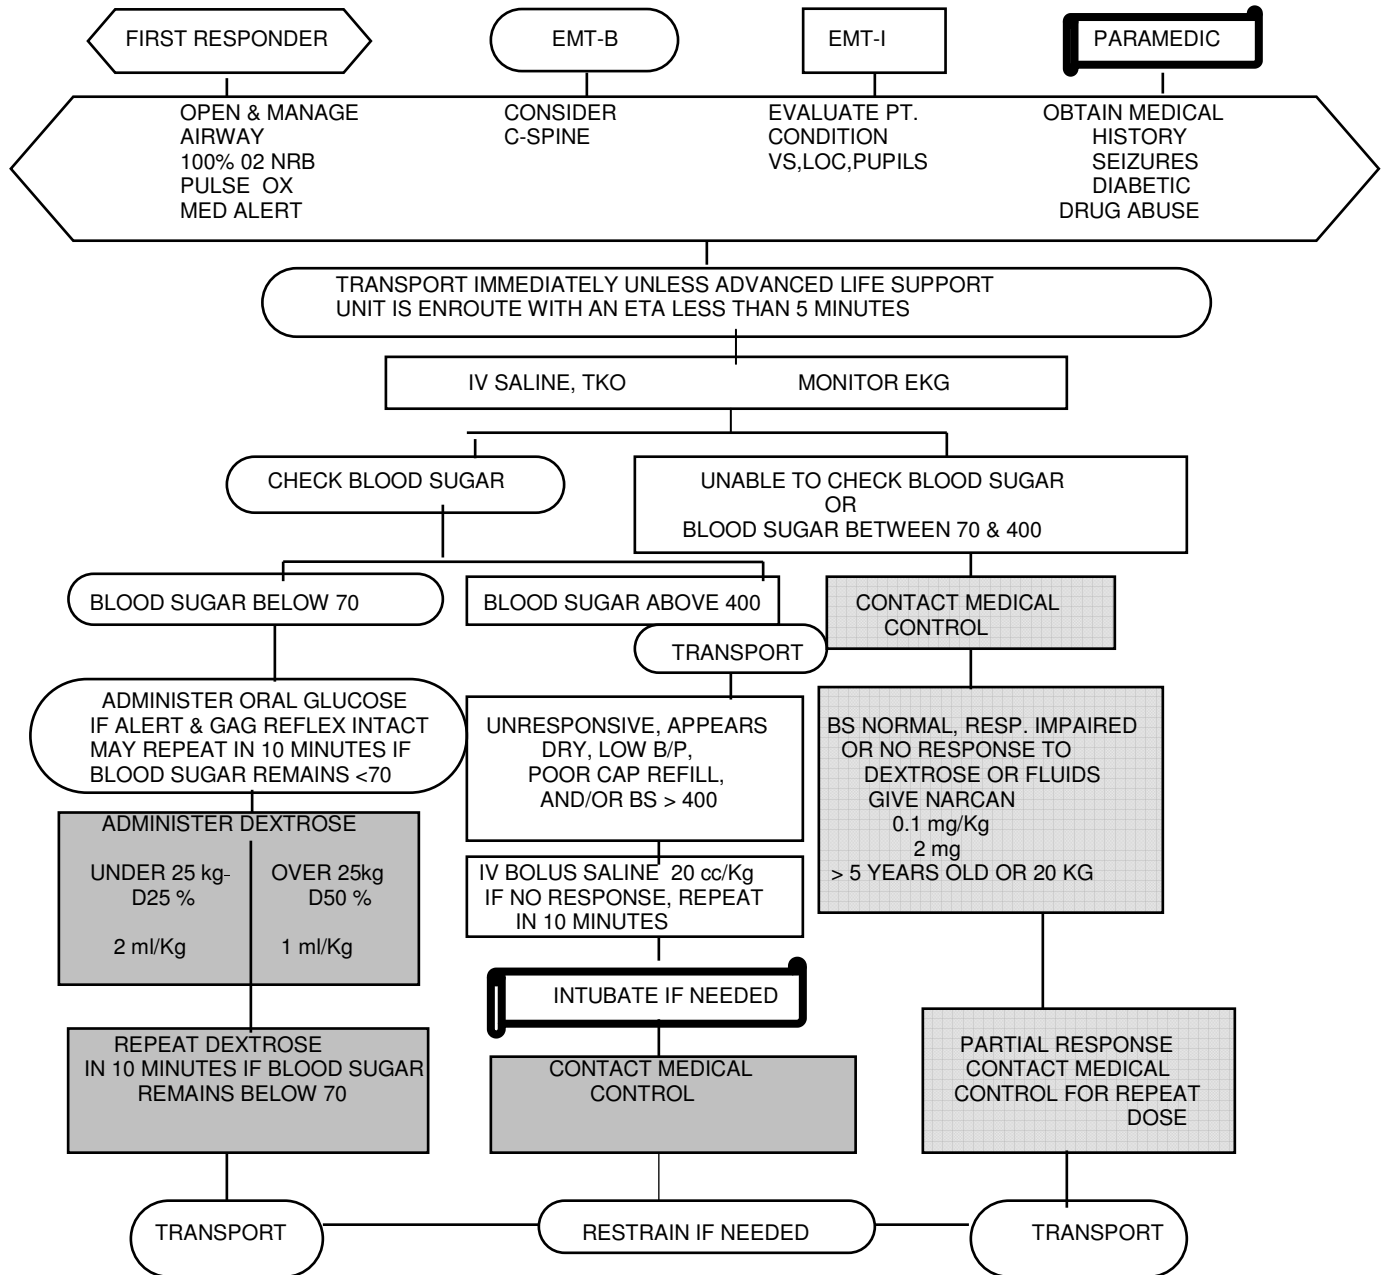 FIRST RESPONDER
EMT-B
EMT-I
PARAMEDIC
OPEN & MANAGE
AIRWAY
100% 02 NRB
PULSE OX
MED ALERT
CONSIDER
C-SPINE
EVALUATE PT.
CONDITION
VS,LOC,PUPILS
OBTAIN MEDICAL
HISTORY
SEIZURES
DIABETIC
DRUG ABUSE
TRANSPORT IMMEDIATELY UNLESS ADVANCED LIFE SUPPORT
UNIT IS ENROUTE WITH AN ETA LESS THAN 5 MINUTES
IV SALINE, TKO
MONITOR EKG
CHECK BLOOD SUGAR
UNABLE TO CHECK BLOOD SUGAR
OR
BLOOD SUGAR BETWEEN 70 & 400
BLOOD SUGAR BELOW 70
BLOOD SUGAR ABOVE 400
TRANSPORT
CONTACT MEDICAL
CONTROL
ADMINISTER ORAL GLUCOSE
IF ALERT & GAG REFLEX INTACT
MAY REPEAT IN 10 MINUTES IF
BLOOD SUGAR REMAINS <70
UNRESPONSIVE, APPEARS
DRY, LOW B/P,
POOR CAP REFILL,
AND/OR BS > 400
BS NORMAL, RESP. IMPAIRED
OR NO RESPONSE TO
DEXTROSE OR FLUIDS
GIVE NARCAN
0.1 mg/Kg
2 mg
> 5 YEARS OLD OR 20 KG
ADMINISTER DEXTROSE
UNDER 25 kg-
D25 %
2 ml/Kg
OVER 25kg
D50 %
1 ml/Kg
IV BOLUS SALINE 20 cc/Kg
IF NO RESPONSE, REPEAT
IN 10 MINUTES
INTUBATE IF NEEDED
REPEAT DEXTROSE
IN 10 MINUTES IF BLOOD SUGAR
REMAINS BELOW 70
CONTACT MEDICAL
CONTROL
PARTIAL RESPONSE
CONTACT MEDICAL
CONTROL FOR REPEAT
DOSE
TRANSPORT
RESTRAIN IF NEEDED
TRANSPORT